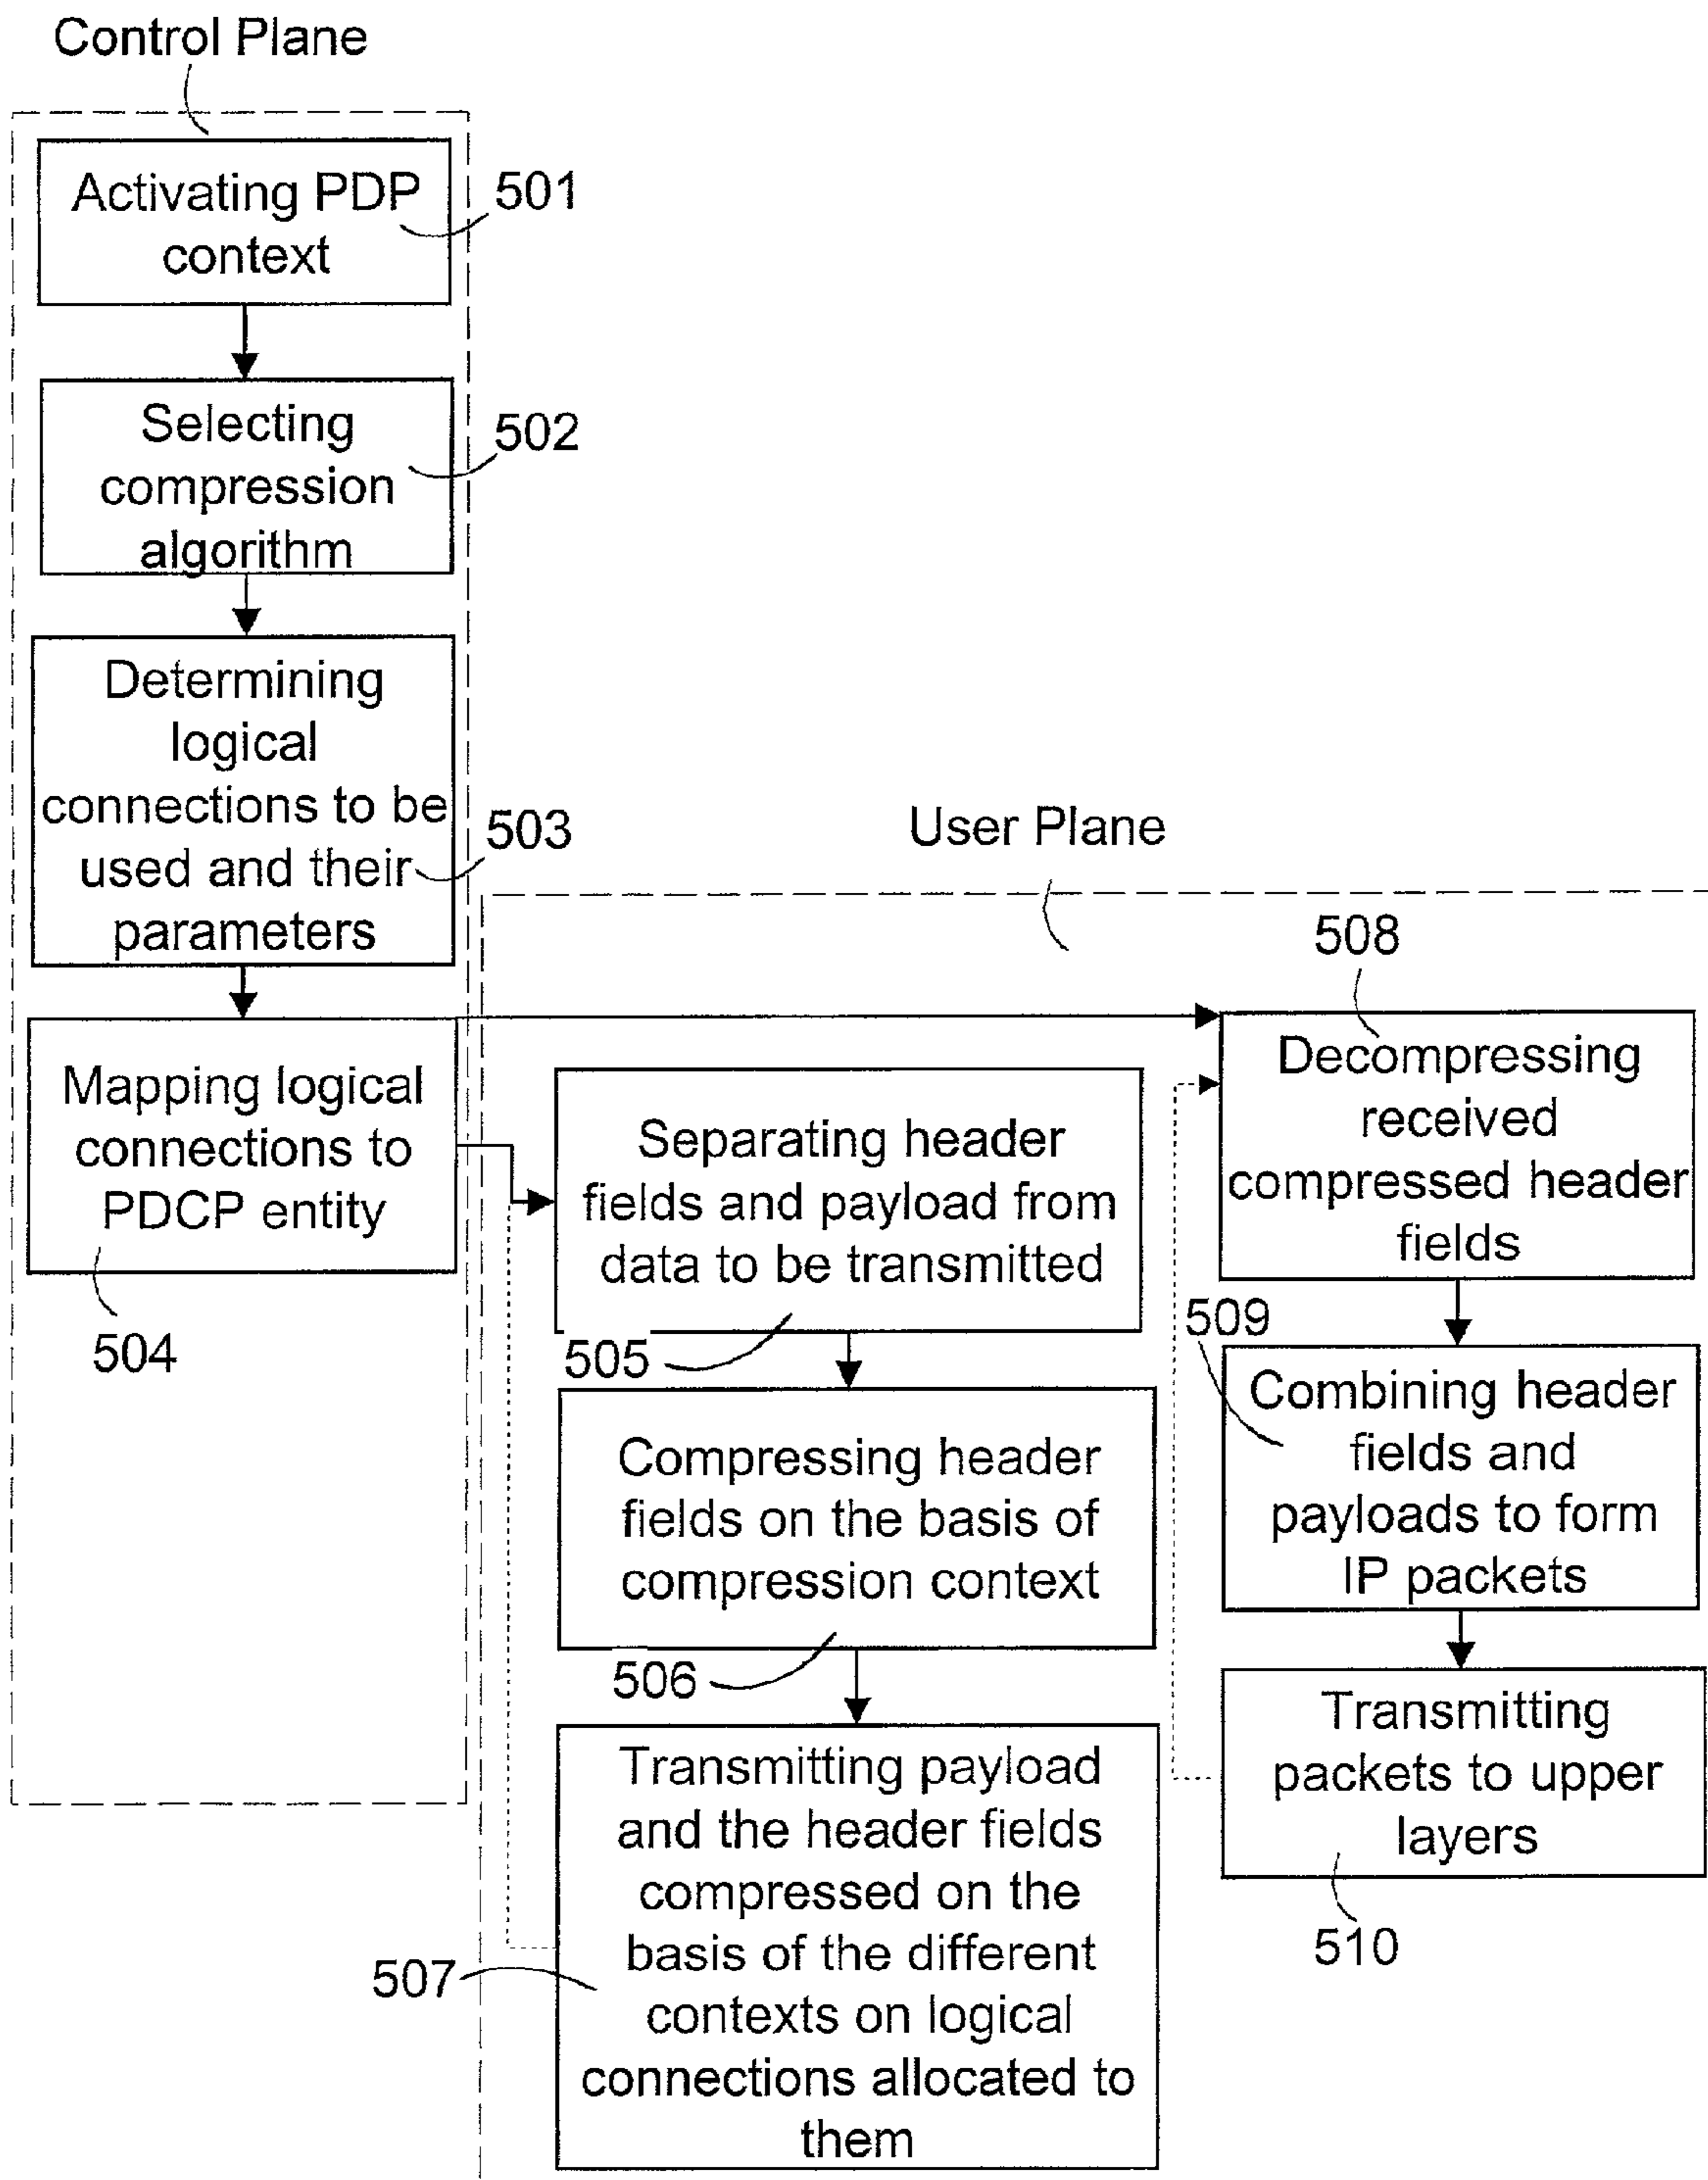 Control Plane
Activating PDP
context
501
Selecting
compression
algorithm
502
Determining
logical
connections to be
used and their
parameters
503
Mapping logical
connections to
PDCP entity
504
User Plane
Separating header
fields and payload from
data to be transmitted
505
Compressing header
fields on the basis of
compression context
506
Transmitting payload
and the header fields
compressed on the
basis of the different
contexts on logical
connections allocated to
them
507
508
Decompressing
received
compressed header
fields
509
Combining header
fields and
payloads to form
IP packets
Transmitting
packets to upper
layers
510